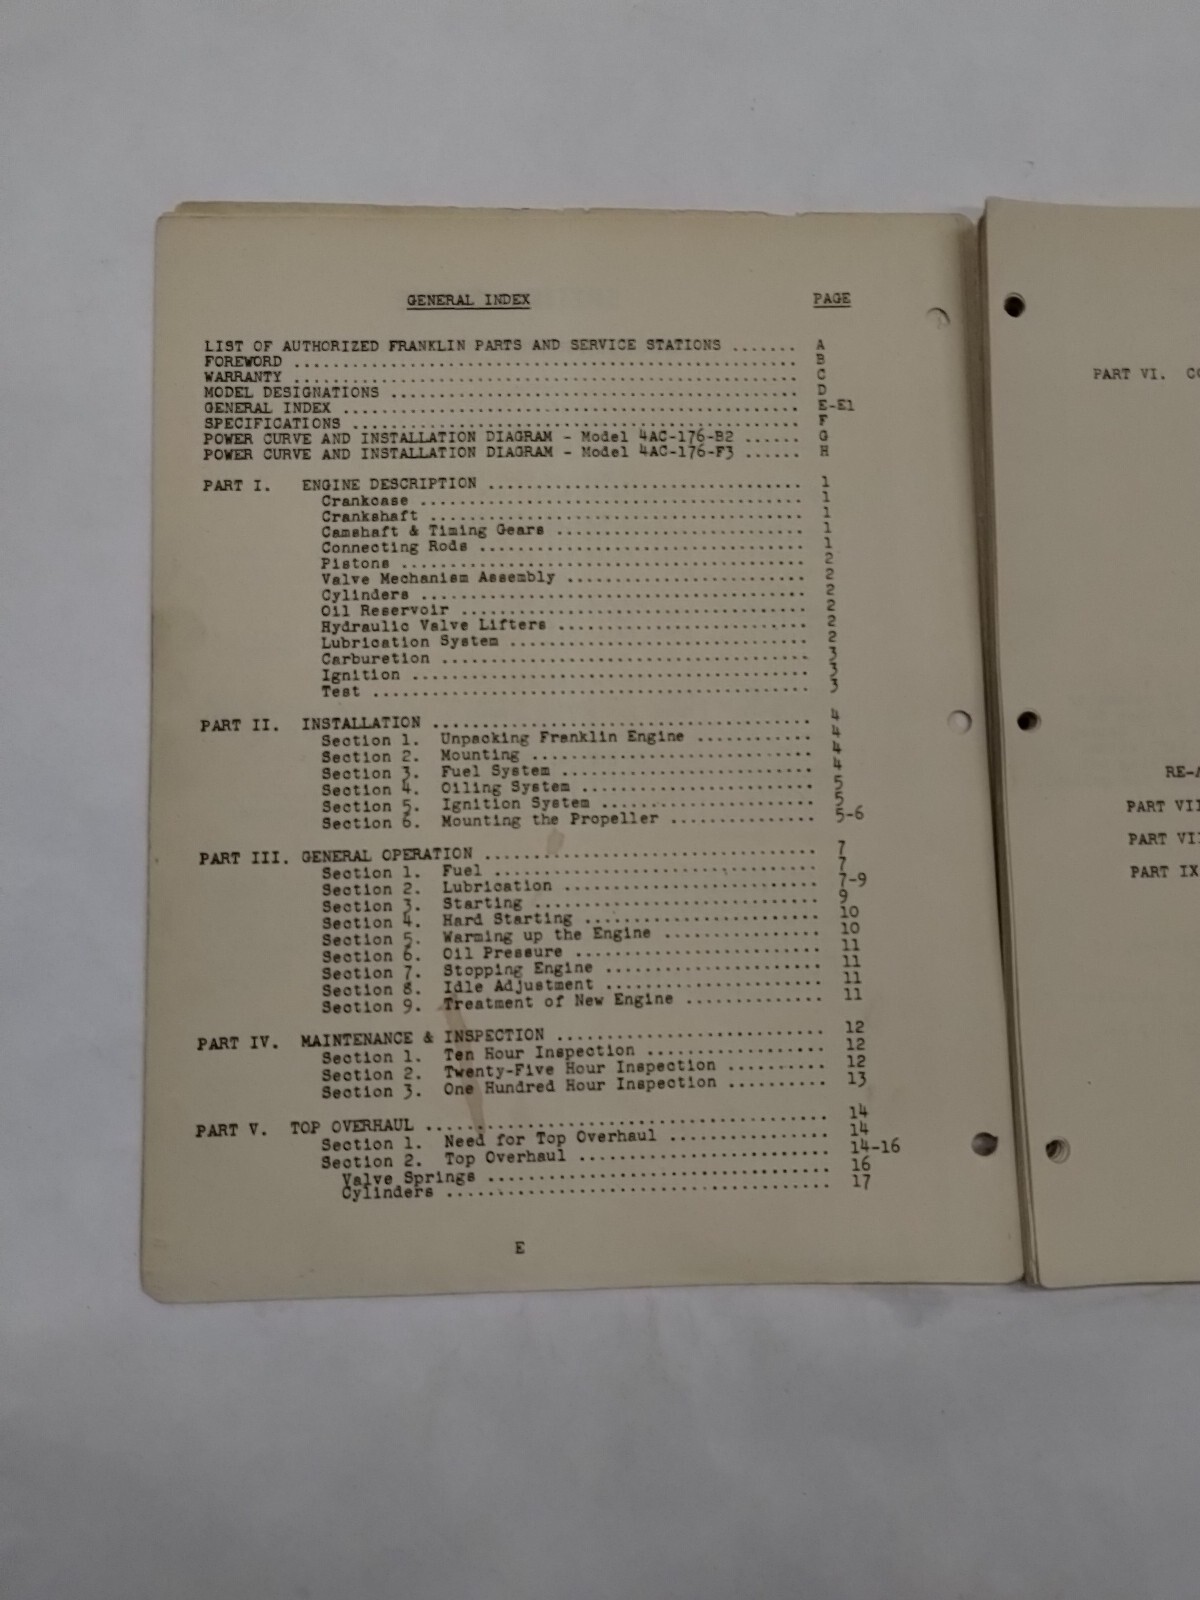 GENERAL INDEX PAGE
LIST OF AUTHORIZED FRANKLIN PARTS AND SERVICE STATIONS ....... A
FOREWORD ................................................ B
WARRANTY ................................................ C
MODEL DESIGNATIONS ...................................... D
GENERAL INDEX ........................................... E-E1
SPECIFICATIONS .......................................... F
POWER CURVE AND INSTALLATION DIAGRAM - Model 4AC-176-B2 ...... G
POWER CURVE AND INSTALLATION DIAGRAM - Model 4AC-176-F3 ...... H
PART I. ENGINE DESCRIPTION ................................. 1
Crankcase ....................................... 1
Crankshaft ...................................... 1
Camshaft & Timing Gears ......................... 1
Connecting Rods ................................. 1
Pistons ......................................... 2
Valve Mechanism Assembly ........................ 2
Cylinders ....................................... 2
Oil Reservoir ................................... 2
Hydraulic Valve Lifters ......................... 2
Lubrication System .............................. 2
Carburetion ..................................... 3
Ignition ........................................ 3
Test ............................................ 3
PART II. INSTALLATION ...................................... 4
Section 1. Unpacking Franklin Engine ............ 4
Section 2. Mounting ............................. 4
Section 3. Fuel System .......................... 4
Section 4. Oiling System ........................ 5
Section 5. Ignition System ...................... 5
Section 6. Mounting the Propeller ............... 5-6
PART III. GENERAL OPERATION .................................. 7
Section 1. Fuel ................................. 7
Section 2. Lubrication .......................... 7-9
Section 3. Starting ............................. 9
Section 4. Hard Starting ........................ 10
Section 5. Warming up the Engine ................ 10
Section 6. Oil Pressure ......................... 11
Section 7. Stopping Engine ...................... 11
Section 8. Idle Adjustment ...................... 11
Section 9. Treatment of New Engine .............. 11
PART IV. MAINTENANCE & INSPECTION ........................... 12
Section 1. Ten Hour Inspection .................. 12
Section 2. Twenty-Five Hour Inspection .......... 12
Section 3. One Hundred Hour Inspection .......... 13
PART V. TOP OVERHAUL ......................................... 14
Section 1. Need for Top Overhaul ................ 14
Section 2. Top Overhaul ......................... 14-16
Valve Springs ................................... 16
Cylinders ....................................... 17
E
PART VI. CO
RE-A
PART VII
PART VII
PART IX